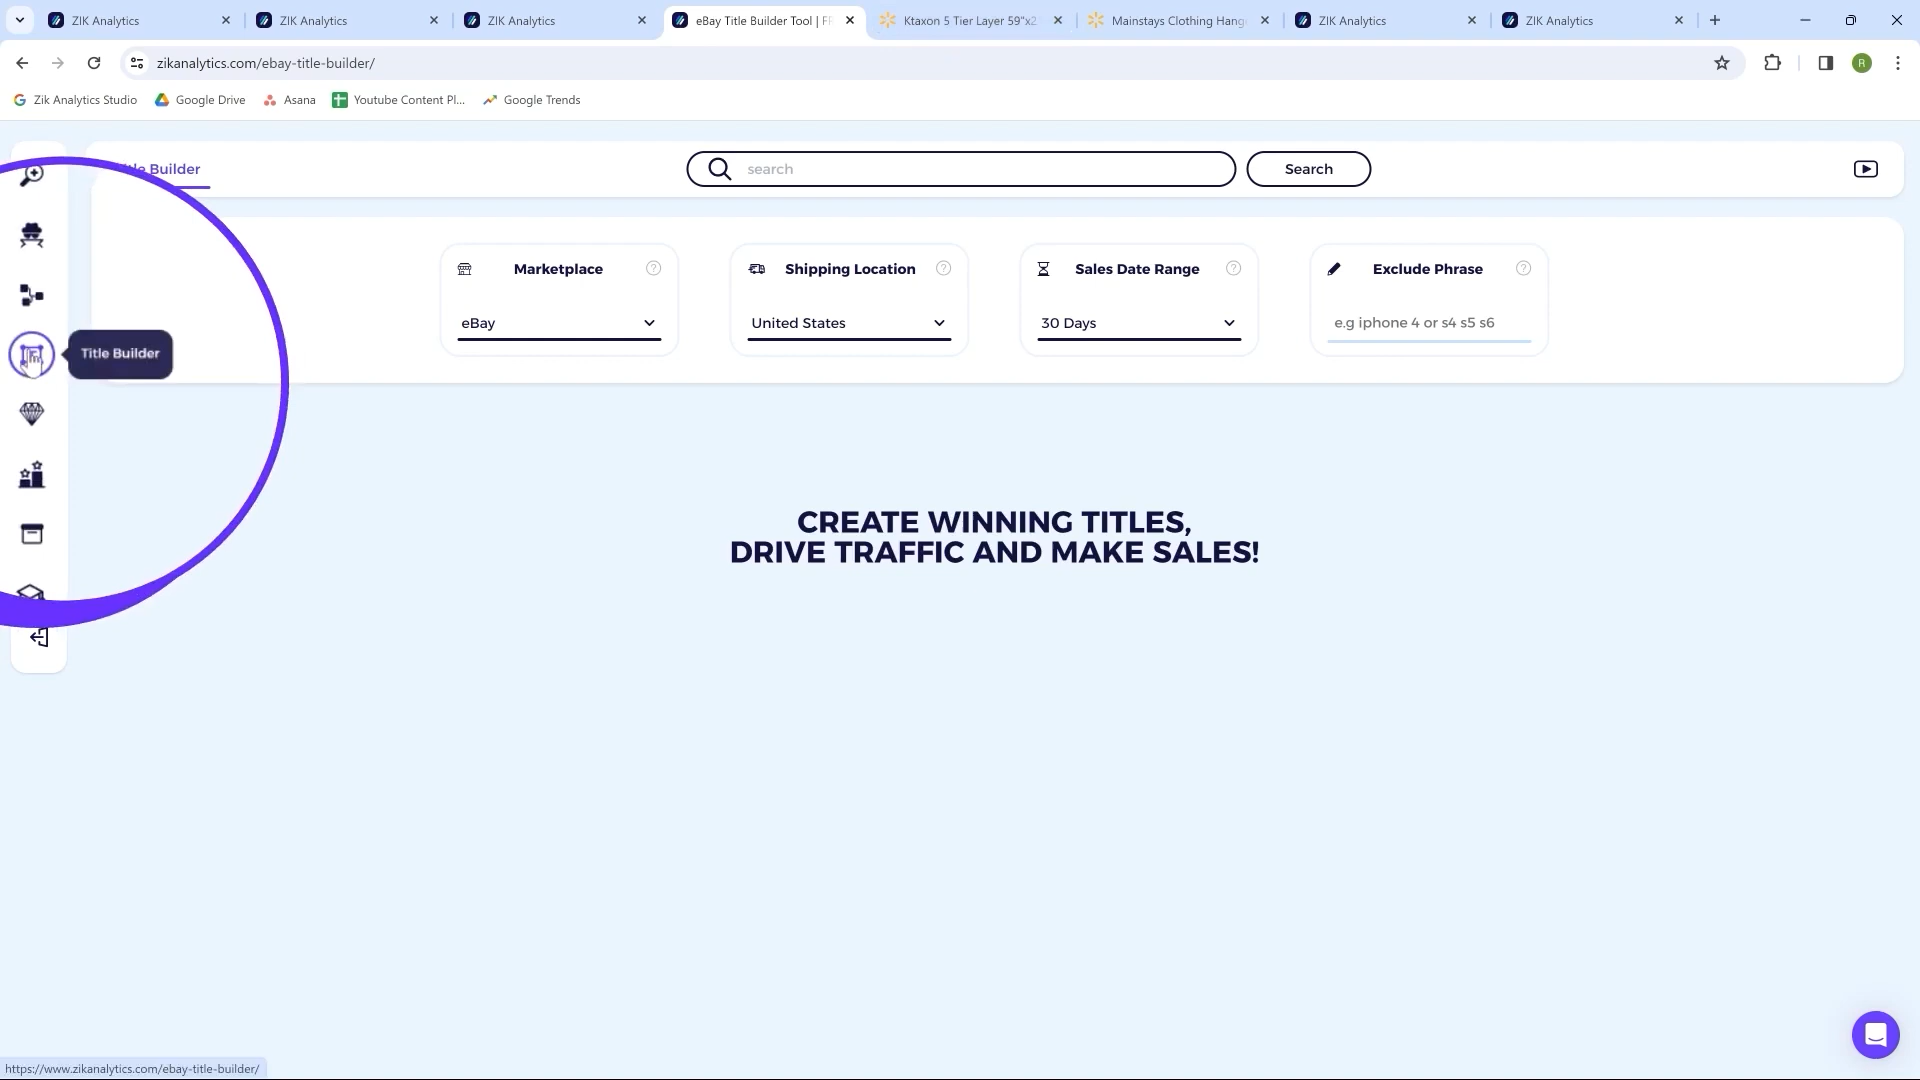 ZIK Analytics
ZIK Analytics
ZIK Analytics
eBay Title Builder Tool | FR
Ktaxon 5 Tier Layer 59"x2
Mainstays Clothing Hang
ZIK Analytics
ZIK Analytics
zikanalytics.com/ebay-title-builder/
R
Zik Analytics Studio
Google Drive
Asana
Youtube Content Pl...
Google Trends
Title Builder
search
Search
Marketplace
Shipping Location
Sales Date Range
Exclude Phrase
eBay
United States
30 Days
e.g iphone 4 or s4 s5 s6
Title Builder
CREATE WINNING TITLES,
DRIVE TRAFFIC AND MAKE SALES!
https://www.zikanalytics.com/ebay-title-builder/